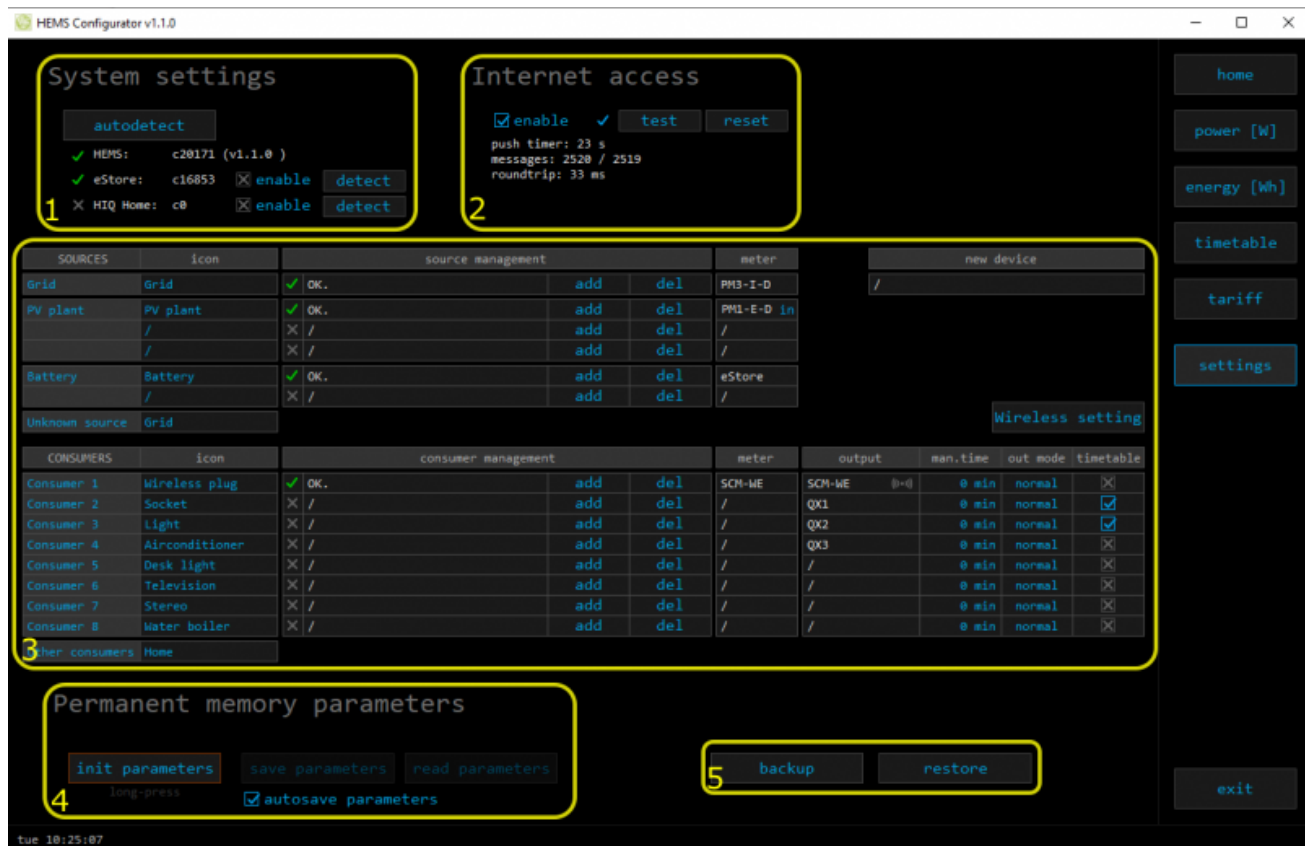 HEMS Configurator v1.1.0
System settings
autodetect
HEMS: c20171 (v1.1.0 )
eStore: c16853 enable detect
HIQ Home: c0 enable detect
1
Internet access
enable test reset
push timer: 23 s
messages: 2520 / 2519
roundtrip: 33 ms
2
home
power [W]
energy [Wh]
timetable
tariff
settings
exit
SOURCES icon source management meter new device
Grid Grid OK. add del PM3-I-D /
PV plant PV plant OK. add del PM1-E-D in
/ / add del /
/ / add del /
Battery Battery OK. add del eStore
/ / add del /
Unknown source Grid
Wireless setting
CONSUMERS icon consumer management meter output man.time out mode timetable
Consumer 1 Wireless plug OK. add del SCM-WE SCM-WE 0 min normal
Consumer 2 Socket / add del / QX1 0 min normal
Consumer 3 Light / add del / QX2 0 min normal
Consumer 4 Airconditioner / add del / QX3 0 min normal
Consumer 5 Desk light / add del / / 0 min normal
Consumer 6 Television / add del / / 0 min normal
Consumer 7 Stereo / add del / / 0 min normal
Consumer 8 Water boiler / add del / / 0 min normal
Other consumers Home
3
Permanent memory parameters
init parameters save parameters read parameters
long-press
autosave parameters
4
5
backup restore
tue 10:25:07